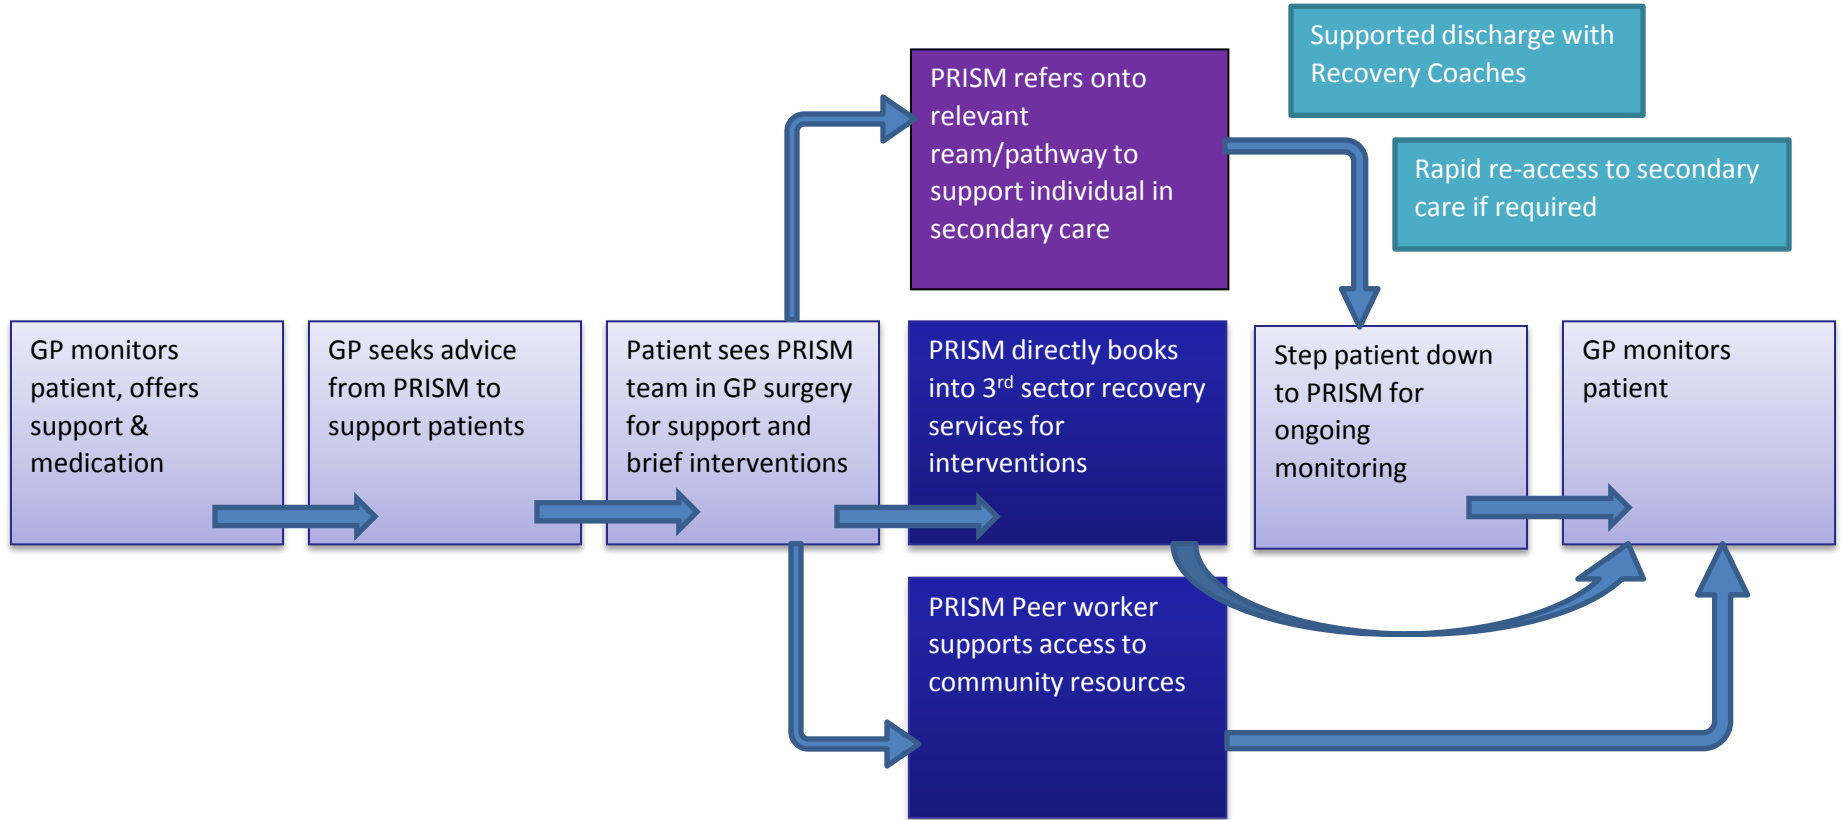 Supported discharge with
Recovery Coaches
PRISM refers onto
relevant
ream/pathway to
support individual in
secondary care
Rapid re-access to secondary
care if required
GP monitors
patient, offers
support &
medication
GP seeks advice
from PRISM to
support patients
Patient sees PRISM
team in GP surgery
for support and
brief interventions
PRISM directly books
into 3rd sector recovery
services for
interventions
Step patient down
to PRISM for
ongoing
monitoring
GP monitors
patient
PRISM Peer worker
supports access to
community resources